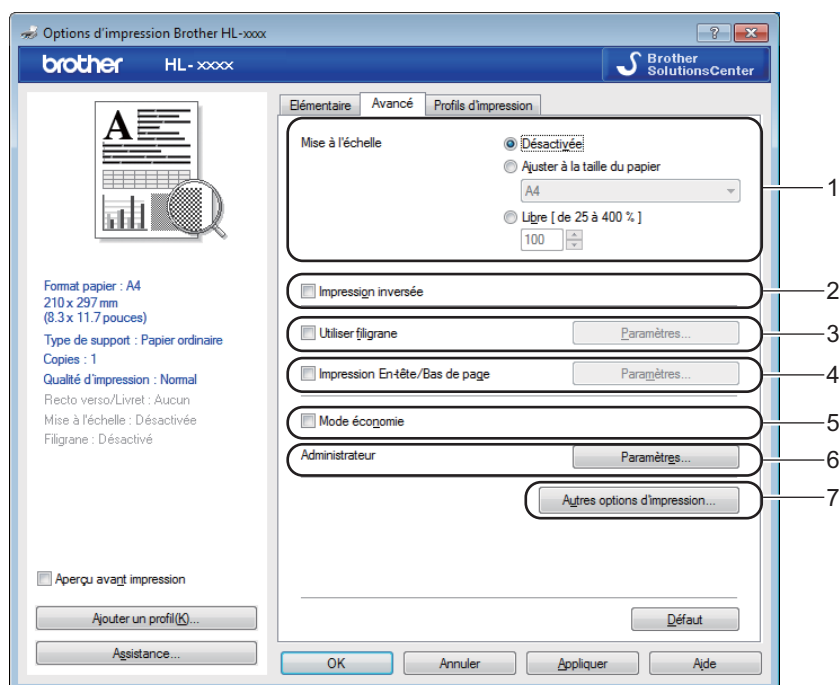 Options d'impression Brother HL-xxxx
brother HL-xxxx
Brother
SolutionsCenter
Elémentaire Avancé Profils d'impression
Mise à l'échelle
Désactivée
Ajuster à la taille du papier
A4
Libre [ de 25 à 400 % ]
100
1
Impression inversée
2
Utiliser filigrane Paramètres...
3
Impression En-tête/Bas de page Paramètres...
4
Mode économie
5
Administrateur Paramètres...
6
Autres options d'impression...
7
Défaut
A
Format papier : A4
210 x 297 mm
(8.3 x 11.7 pouces)
Type de support : Papier ordinaire
Copies : 1
Qualité d'impression : Normal
Recto verso/Livret : Aucun
Mise à l'échelle : Désactivée
Filigrane : Désactivé
Aperçu avant impression
Ajouter un profil(K)...
Assistance...
OK Annuler Appliquer Aide